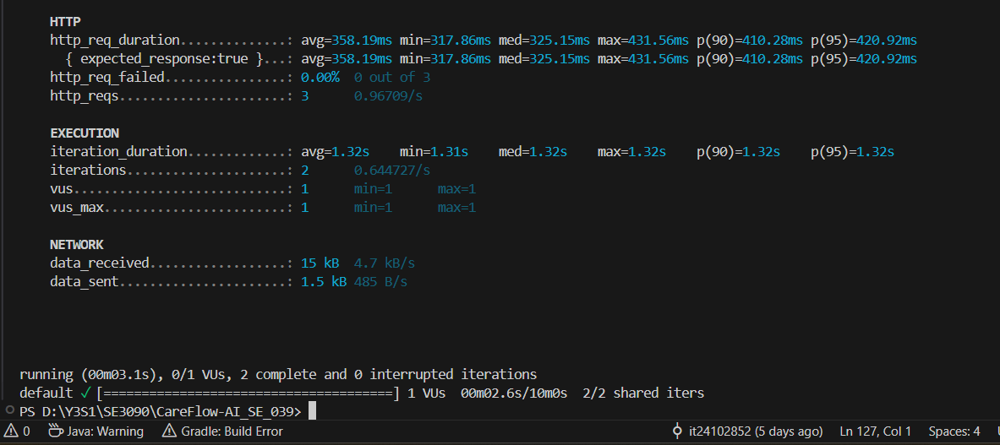 HTTP
http_req_duration..............: avg=358.19ms min=317.86ms med=325.15ms max=431.56ms p(90)=410.28ms p(95)=420.92ms
{ expected_response:true }...: avg=358.19ms min=317.86ms med=325.15ms max=431.56ms p(90)=410.28ms p(95)=420.92ms
http_req_failed................: 0.00% 0 out of 3
http_reqs......................: 3 0.96709/s
EXECUTION
iteration_duration.............: avg=1.32s min=1.31s med=1.32s max=1.32s p(90)=1.32s p(95)=1.32s
iterations.....................: 2 0.644727/s
vus............................: 1 min=1 max=1
vus_max........................: 1 min=1 max=1
NETWORK
data_received..................: 15 kB 4.7 kB/s
data_sent......................: 1.5 kB 485 B/s
running (00m03.1s), 0/1 VUs, 2 complete and 0 interrupted iterations
default ✓ [======================================] 1 VUs 00m02.6s/10m0s 2/2 shared iters
PS D:\Y3S1\SE3090\CareFlow-AI_SE_039>
0 Java: Warning Gradle: Build Error it24102852 (5 days ago) Ln 127, Col 1 Spaces: 4